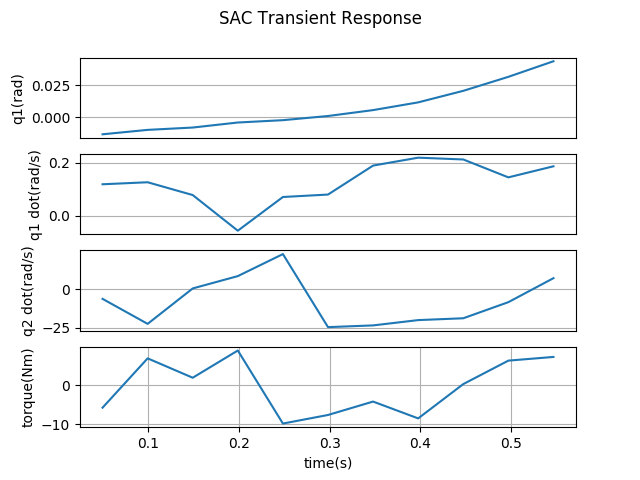 SAC Transient Response
q1(rad)
0.025
0.000
q1 dot(rad/s)
0.2
0.0
q2 dot(rad/s)
0
−25
torque(Nm)
0
−10
0.1 0.2 0.3 0.4 0.5
time(s)